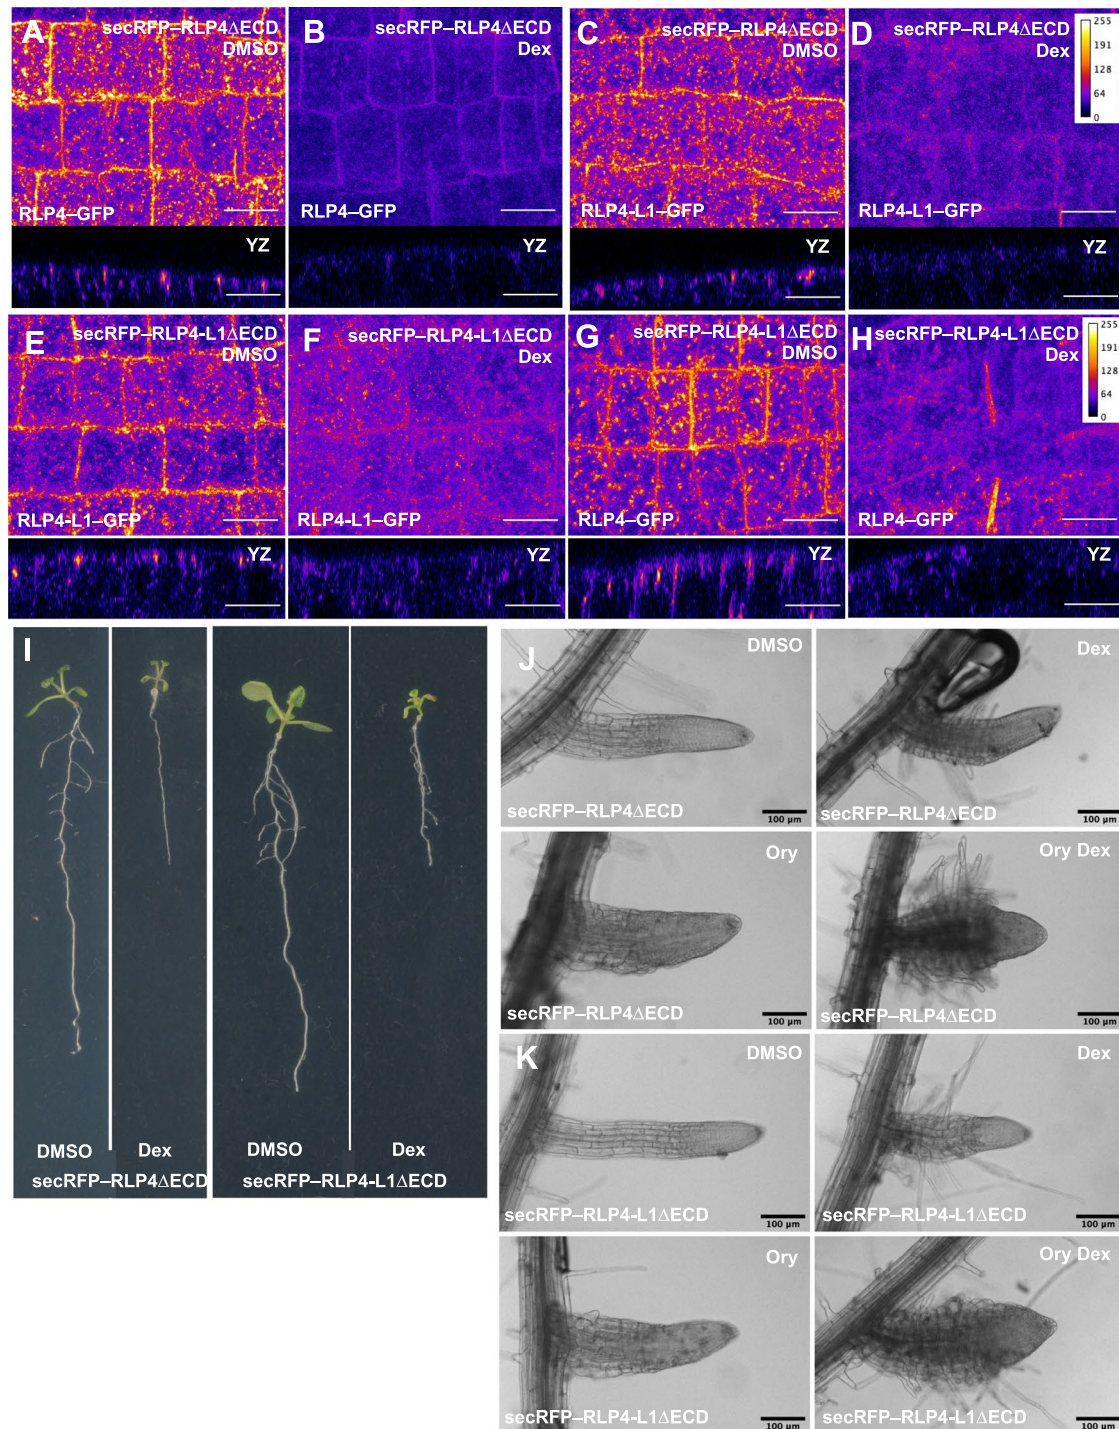 A
secRFP–RLP4ΔECD
DMSO
RLP4–GFP
YZ
B
secRFP–RLP4ΔECD
Dex
YZ
C
secRFP–RLP4ΔECD
DMSO
RLP4-L1–GFP
YZ
D
secRFP–RLP4ΔECD
Dex
255
191
128
64
0
RLP4-L1–GFP
YZ
E
secRFP–RLP4-L1ΔECD
DMSO
RLP4-L1–GFP
YZ
F
secRFP–RLP4-L1ΔECD
Dex
RLP4-L1–GFP
YZ
G
secRFP–RLP4-L1ΔECD
DMSO
RLP4–GFP
YZ
H
secRFP–RLP4-L1ΔECD
Dex
255
191
128
64
0
RLP4–GFP
YZ
I
DMSO Dex
secRFP–RLP4ΔECD
DMSO Dex
secRFP–RLP4-L1ΔECD
J
DMSO
secRFP–RLP4ΔECD
100 μm
Dex
secRFP–RLP4ΔECD
100 μm
Ory
secRFP–RLP4ΔECD
100 μm
Ory Dex
secRFP–RLP4ΔECD
100 μm
K
DMSO
secRFP–RLP4-L1ΔECD
100 μm
Dex
secRFP–RLP4-L1ΔECD
100 μm
Ory
secRFP–RLP4-L1ΔECD
100 μm
Ory Dex
secRFP–RLP4-L1ΔECD
100 μm